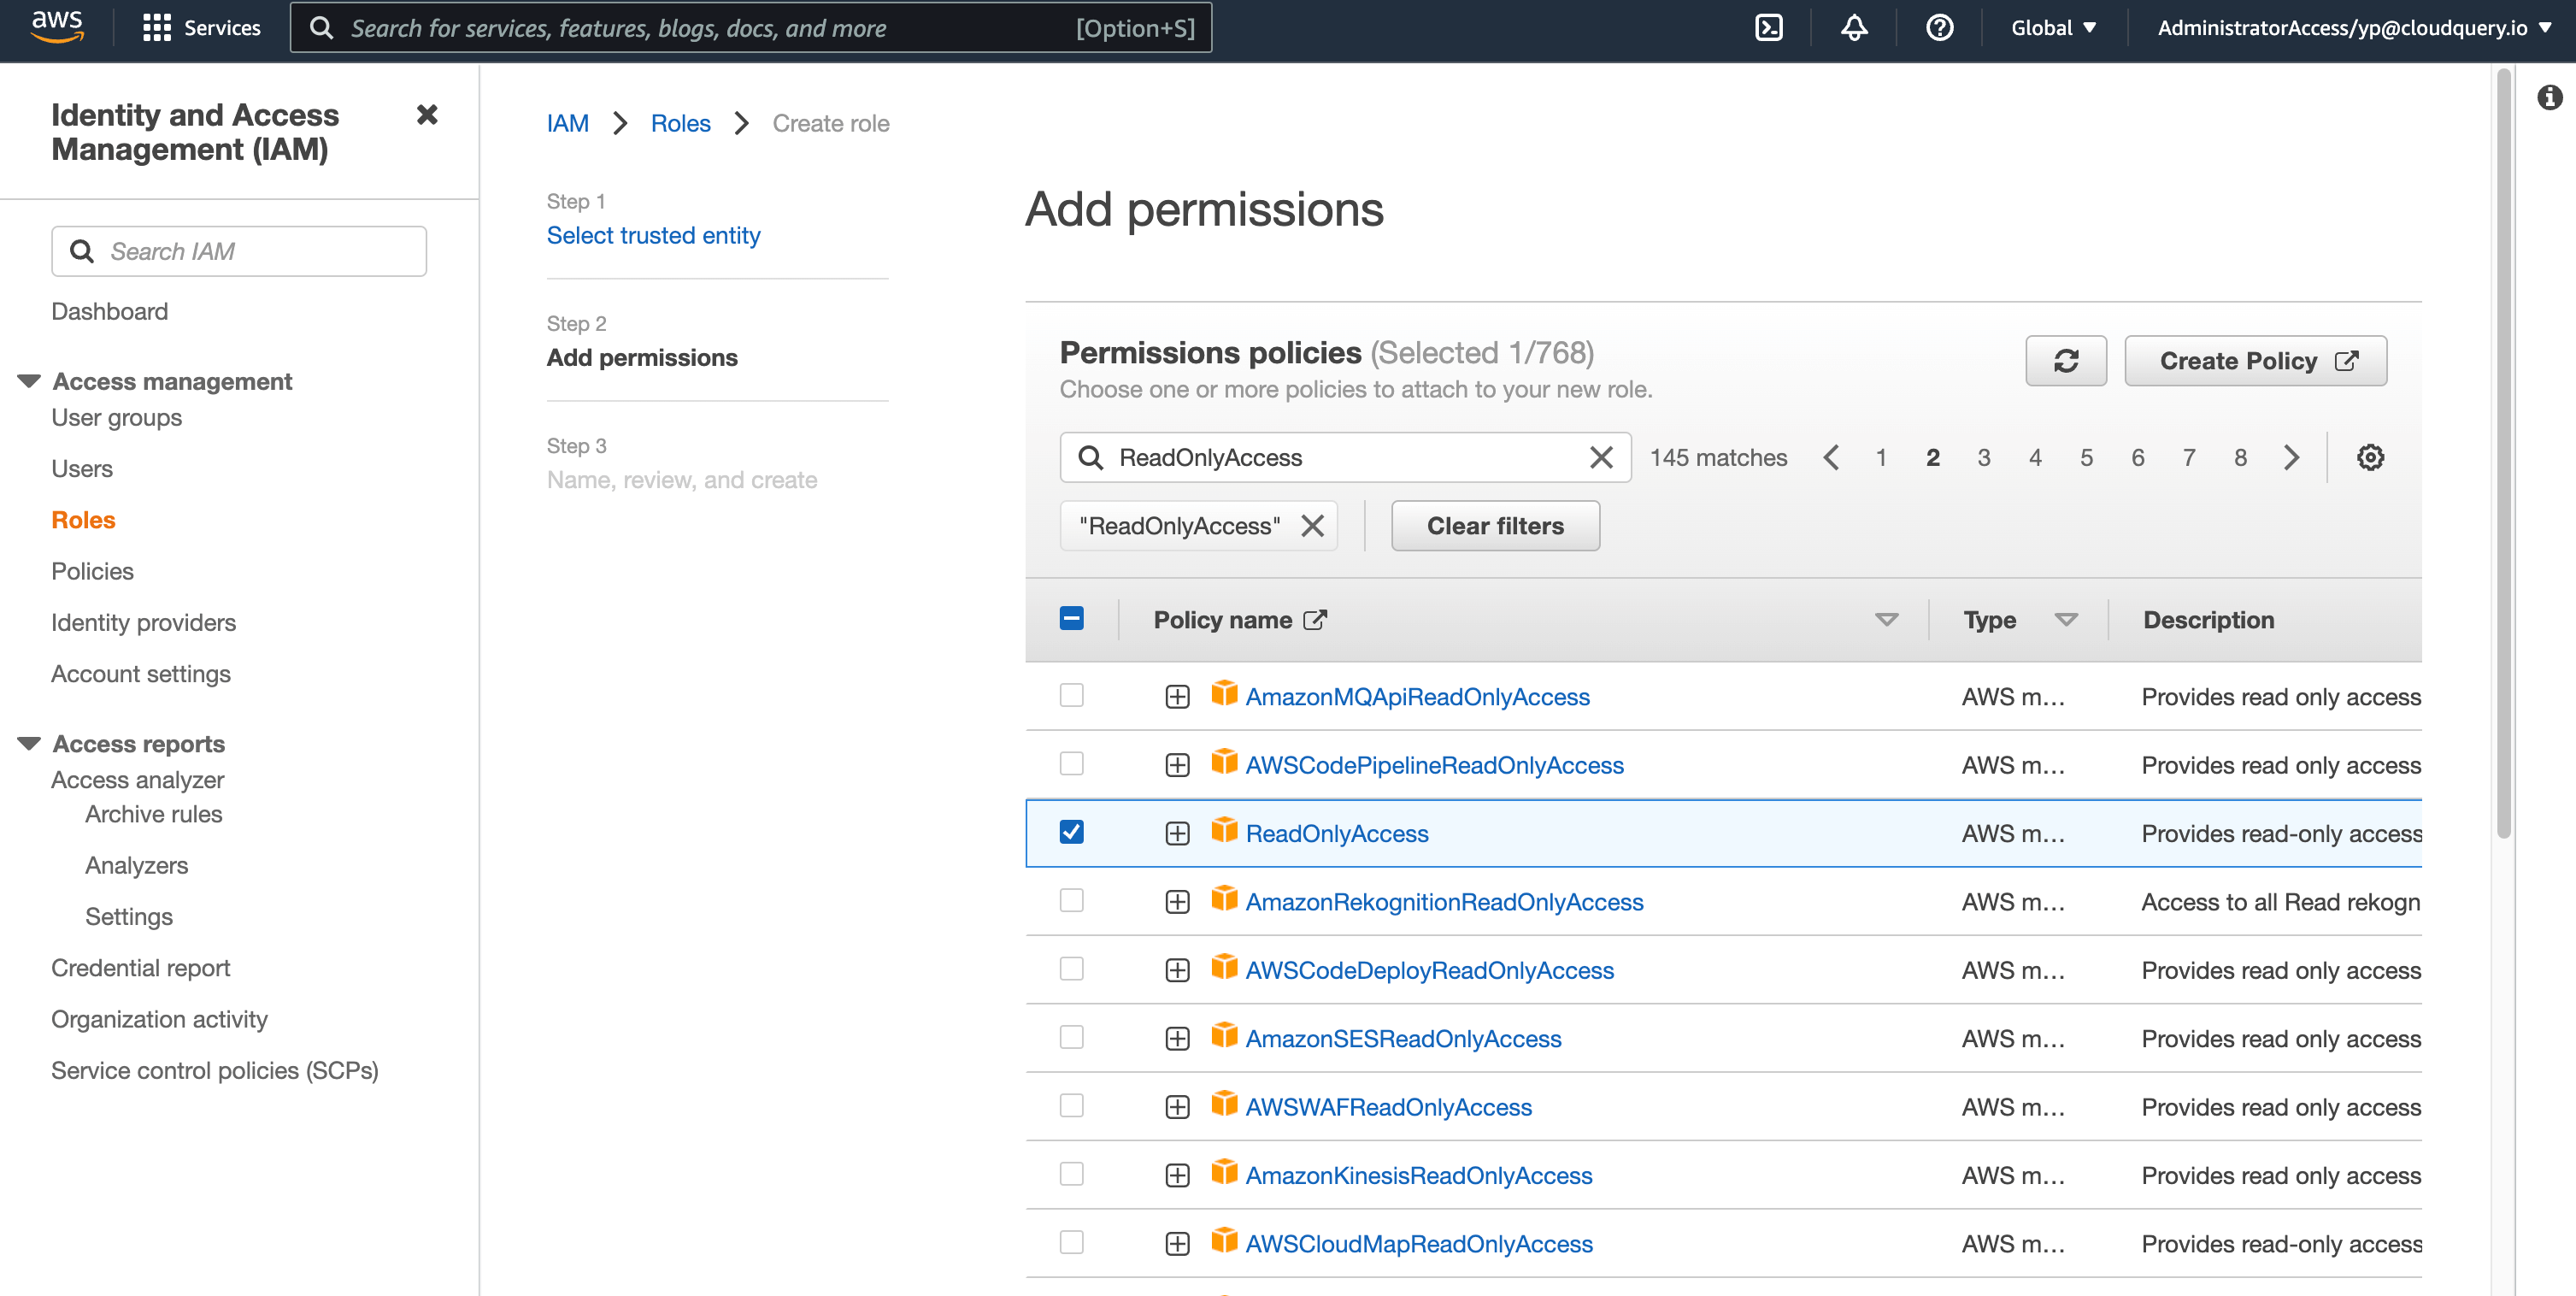 aws
Services
Search for services, features, blogs, docs, and more
[Option+S]
Global
AdministratorAccess/yp@cloudquery.io
Identity and Access
Management (IAM)
Search IAM
Dashboard
Access management
User groups
Users
Roles
Policies
Identity providers
Account settings
Access reports
Access analyzer
Archive rules
Analyzers
Settings
Credential report
Organization activity
Service control policies (SCPs)
IAM
Roles
Create role
Step 1
Select trusted entity
Step 2
Add permissions
Step 3
Name, review, and create
Add permissions
Permissions policies (Selected 1/768)
Choose one or more policies to attach to your new role.
Create Policy
ReadOnlyAccess
145 matches
1 2 3 4 5 6 7 8
"ReadOnlyAccess"
Clear filters
Policy name
Type
Description
AmazonMQApiReadOnlyAccess AWS m... Provides read only access
AWSCodePipelineReadOnlyAccess AWS m... Provides read only access
ReadOnlyAccess AWS m... Provides read-only access
AmazonRekognitionReadOnlyAccess AWS m... Access to all Read rekogn
AWSCodeDeployReadOnlyAccess AWS m... Provides read only access
AmazonSESReadOnlyAccess AWS m... Provides read only access
AWSWAFReadOnlyAccess AWS m... Provides read only access
AmazonKinesisReadOnlyAccess AWS m... Provides read only access
AWSCloudMapReadOnlyAccess AWS m... Provides read-only access